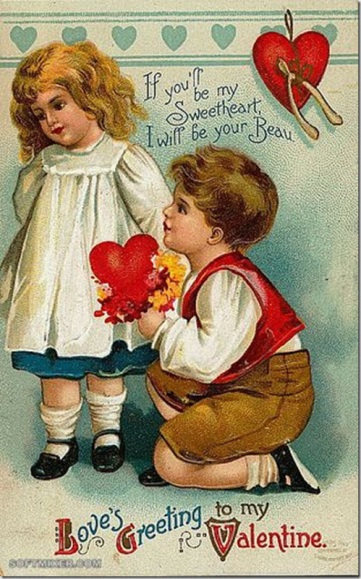 If you'll
be my
Sweetheart,
I will be your Beau.
Love's Greeting to my Valentine.
SOFTMIXER.COM